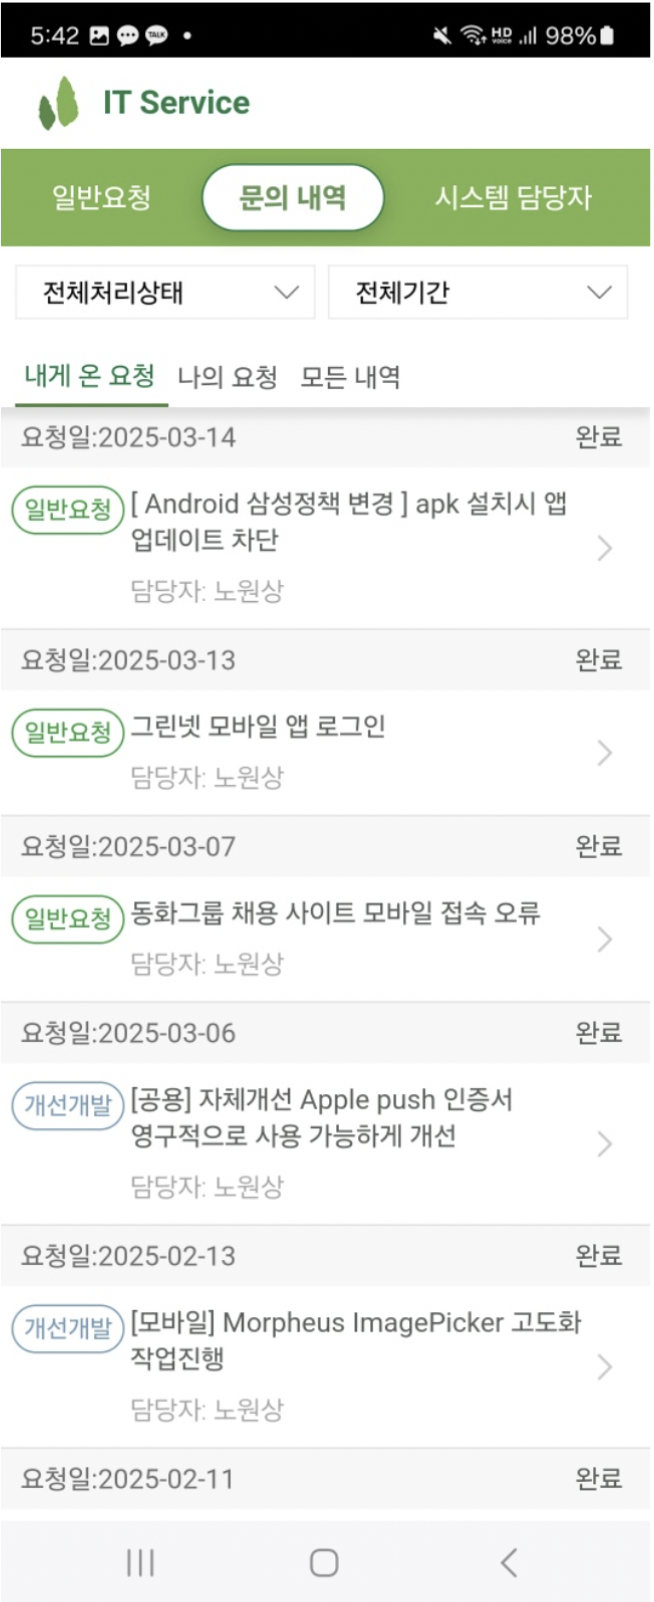 5:42 TALK HD voice 98%
IT Service
일반요청 문의 내역 시스템 담당자
전체처리상태 전체기간
내게 온 요청 나의 요청 모든 내역
요청일:2025-03-14 완료
일반요청 [ Android 삼성정책 변경 ] apk 설치시 앱
업데이트 차단
담당자: 노원상
요청일:2025-03-13 완료
일반요청 그린넷 모바일 앱 로그인
담당자: 노원상
요청일:2025-03-07 완료
일반요청 동화그룹 채용 사이트 모바일 접속 오류
담당자: 노원상
요청일:2025-03-06 완료
개선개발 [공용] 자체개선 Apple push 인증서
영구적으로 사용 가능하게 개선
담당자: 노원상
요청일:2025-02-13 완료
개선개발 [모바일] Morpheus ImagePicker 고도화
작업진행
담당자: 노원상
요청일:2025-02-11 완료